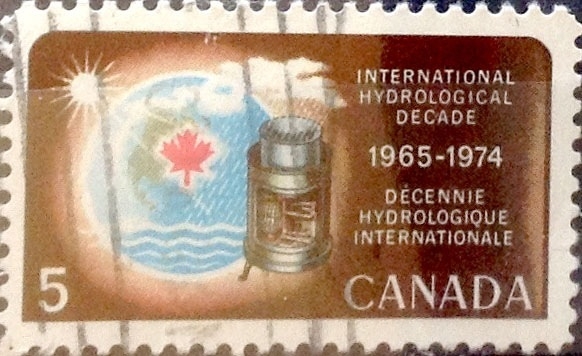 INTERNATIONAL
HYDROLOGICAL
DECADE
1965-1974
DÉCENNIE
HYDROLOGIQUE
INTERNATIONALE
5
CANADA